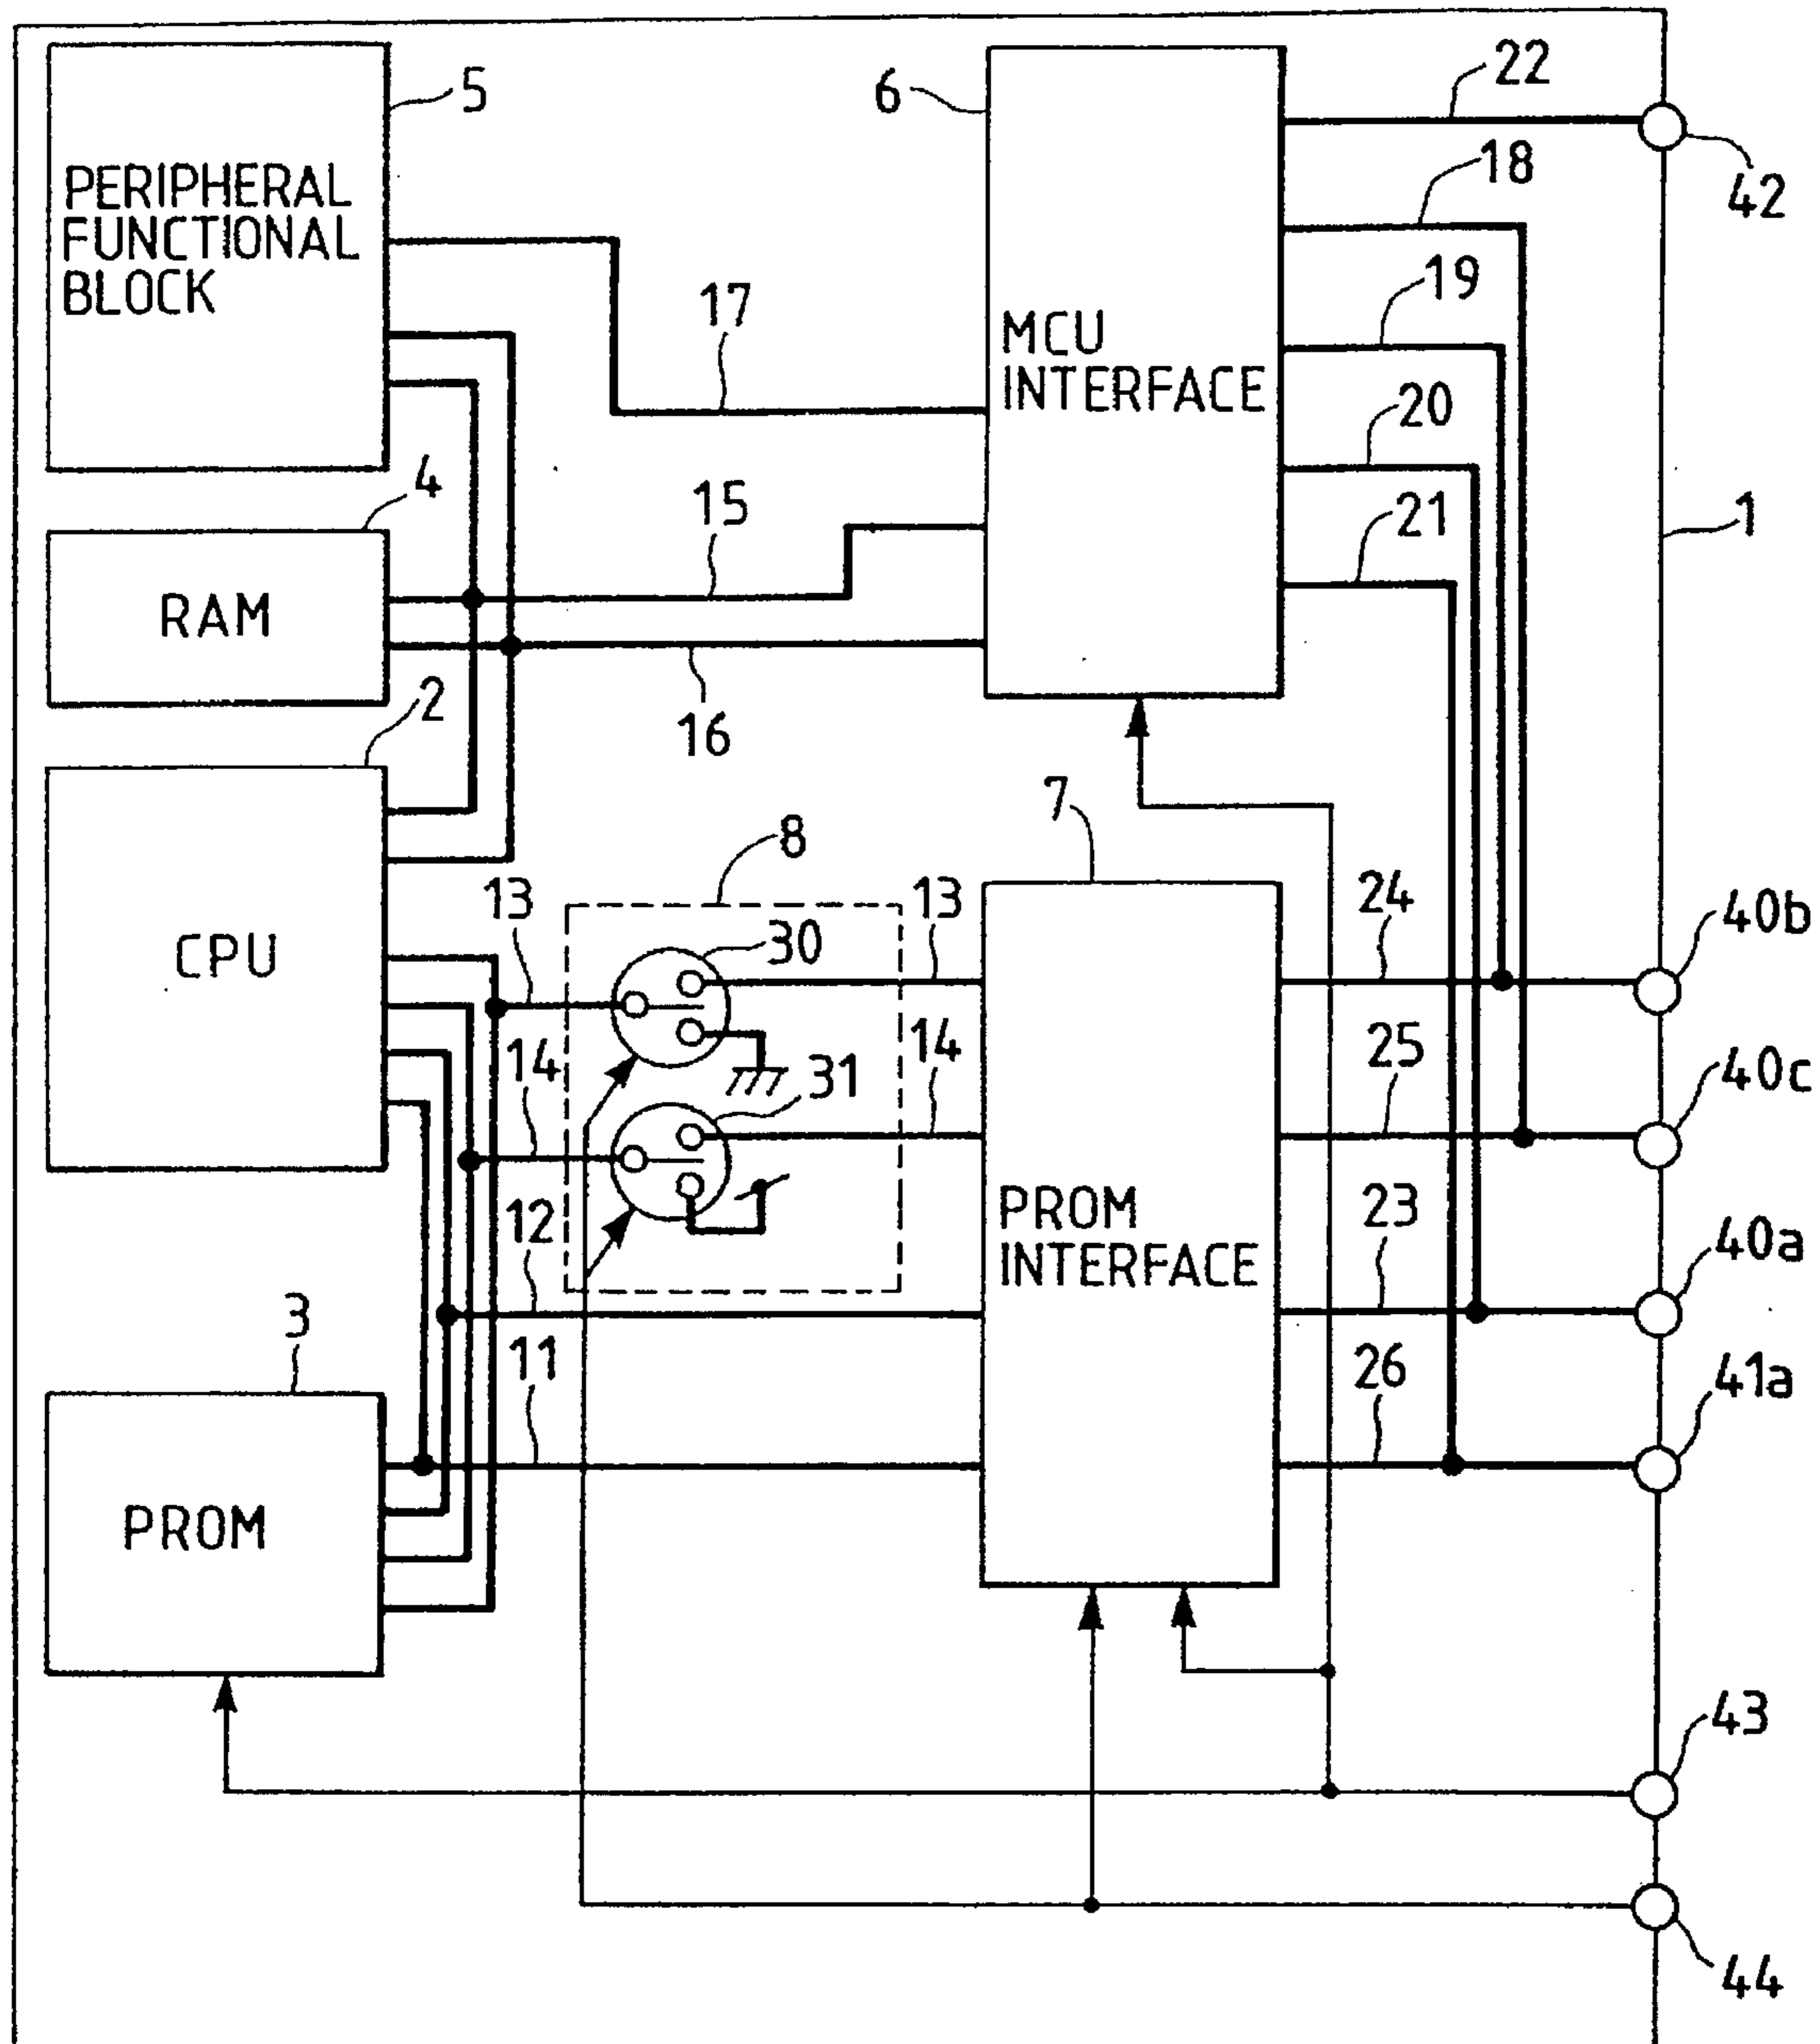 22
5
6
42
PERIPHERAL
FUNCTIONAL
BLOCK
18
19
17
MCU
INTERFACE
20
4
15
21
1
RAM
2
16
7
8
13
30
13
24
40b
CPU
14
31
14
25
40c
12
PROM
INTERFACE
23
40a
3
11
26
41a
PROM
43
44